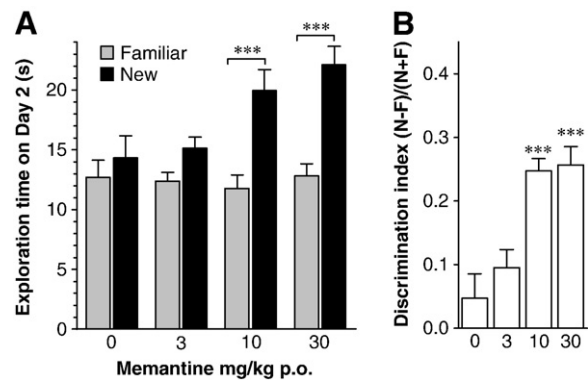 A
Exploration time on Day 2 (s)
Familiar
New
***
***
20
15
10
5
0
0 3 10 30
Memantine mg/kg p.o.
B
Discrimination index (N-F)/(N+F)
0.4
0.3
0.2
0.1
0.0
***
***
0 3 10 30